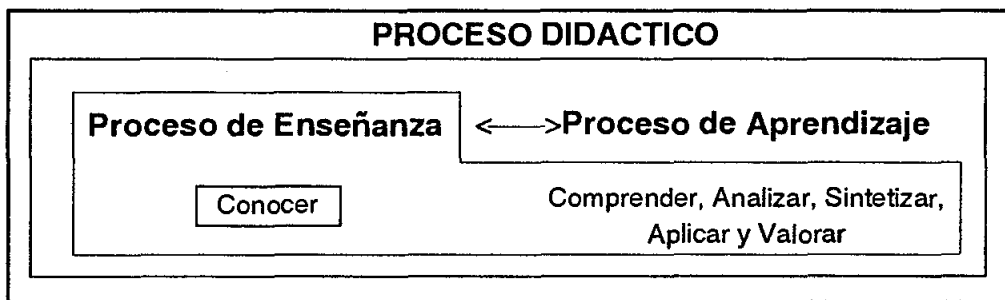 PROCESO DIDACTICO
Proceso de Enseñanza <—–>Proceso de Aprendizaje
Conocer
Comprender, Analizar, Sintetizar,
Aplicar y Valorar